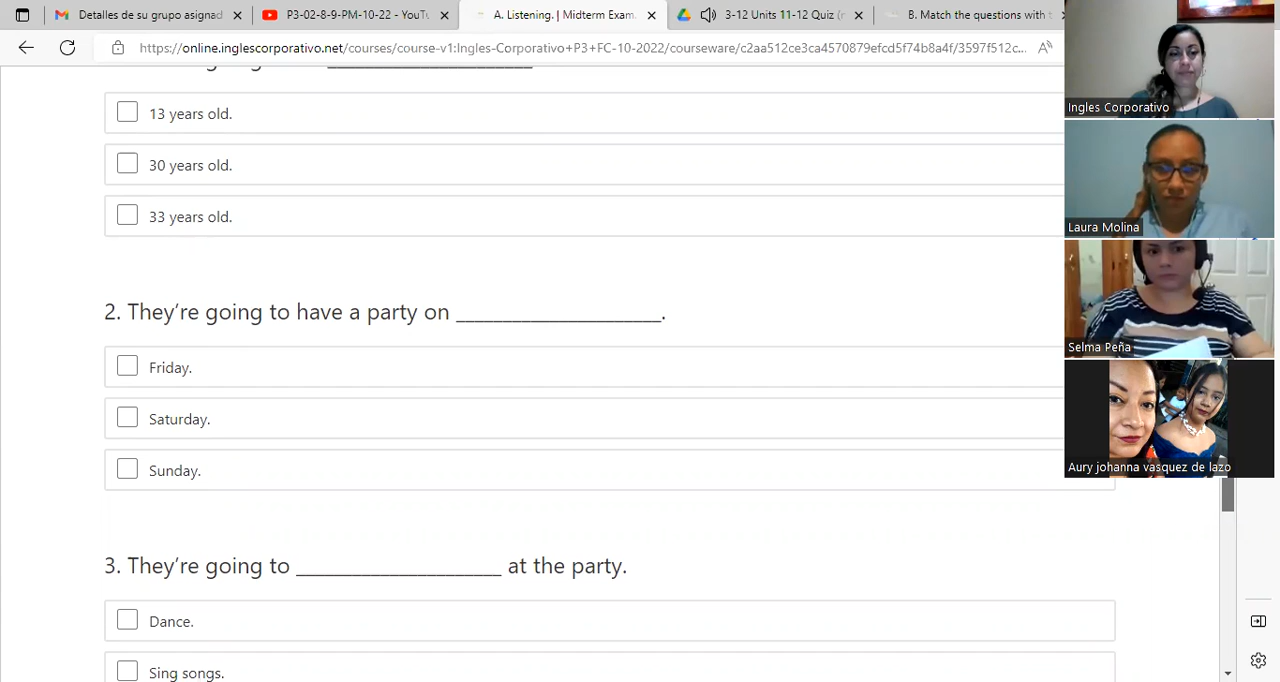 Detalles de su grupo asignad
P3-02-8-9-PM-10-22 - YouTu
A. Listening. | Midterm Exam.
3-12 Units 11-12 Quiz (
B. Match the questions with t
https://online.inglescorporativo.net/courses/course-v1:Ingles-Corporativo+P3+FC-10-2022/courseware/c2aa512ce3ca4570879efcd5f74b8a4f/3597f512c...
13 years old.
30 years old.
33 years old.
2. They’re going to have a party on ____________________.
Friday.
Saturday.
Sunday.
3. They’re going to ____________________ at the party.
Dance.
Sing songs.
Ingles Corporativo
Laura Molina
Selma Peña
Aury johanna vasquez de lazo